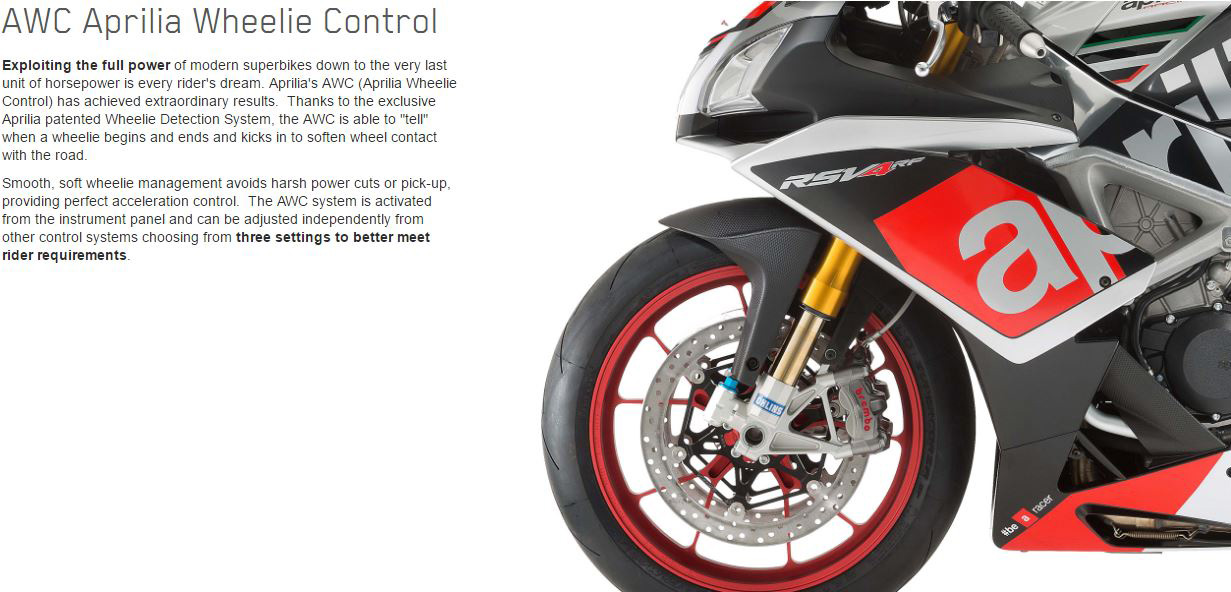 AWC Aprilia Wheelie Control
Exploiting the full power of modern superbikes down to the very last
unit of horsepower is every rider's dream. Aprilia's AWC (Aprilia Wheelie
Control) has achieved extraordinary results.  Thanks to the exclusive
Aprilia patented Wheelie Detection System, the AWC is able to "tell"
when a wheelie begins and ends and kicks in to soften wheel contact
with the road.
Smooth, soft wheelie management avoids harsh power cuts or pick-up,
providing perfect acceleration control.  The AWC system is activated
from the instrument panel and can be adjusted independently from
other control systems choosing from three settings to better meet
rider requirements.
RSV4 RF
ap
ÖHLINS
brembo
#be a racer